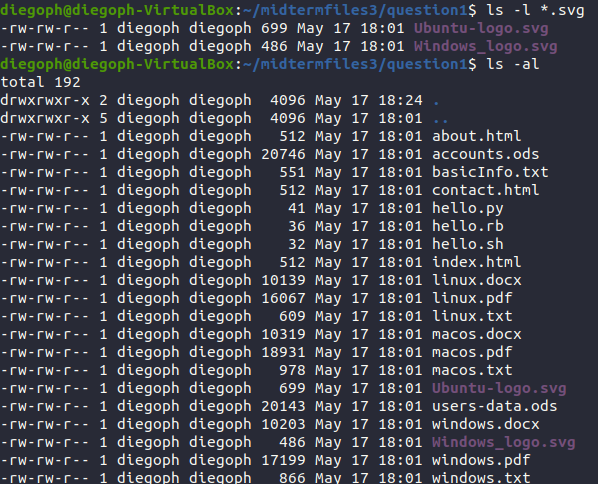 diegoph@diegoph-VirtualBox:~/midtermfiles3/question1$ ls -l *.svg
-rw-rw-r-- 1 diegoph diegoph 699 May 17 18:01 Ubuntu-logo.svg
-rw-rw-r-- 1 diegoph diegoph 486 May 17 18:01 Windows_logo.svg
diegoph@diegoph-VirtualBox:~/midtermfiles3/question1$ ls -al
total 192
drwxrwxr-x 2 diegoph diegoph  4096 May 17 18:24 .
drwxrwxr-x 5 diegoph diegoph  4096 May 17 18:01 ..
-rw-rw-r-- 1 diegoph diegoph   512 May 17 18:01 about.html
-rw-rw-r-- 1 diegoph diegoph 20746 May 17 18:01 accounts.ods
-rw-rw-r-- 1 diegoph diegoph   551 May 17 18:01 basicInfo.txt
-rw-rw-r-- 1 diegoph diegoph   512 May 17 18:01 contact.html
-rw-rw-r-- 1 diegoph diegoph    41 May 17 18:01 hello.py
-rw-rw-r-- 1 diegoph diegoph    36 May 17 18:01 hello.rb
-rw-rw-r-- 1 diegoph diegoph    32 May 17 18:01 hello.sh
-rw-rw-r-- 1 diegoph diegoph   512 May 17 18:01 index.html
-rw-rw-r-- 1 diegoph diegoph 10139 May 17 18:01 linux.docx
-rw-rw-r-- 1 diegoph diegoph 16067 May 17 18:01 linux.pdf
-rw-rw-r-- 1 diegoph diegoph   609 May 17 18:01 linux.txt
-rw-rw-r-- 1 diegoph diegoph 10319 May 17 18:01 macos.docx
-rw-rw-r-- 1 diegoph diegoph 18931 May 17 18:01 macos.pdf
-rw-rw-r-- 1 diegoph diegoph   978 May 17 18:01 macos.txt
-rw-rw-r-- 1 diegoph diegoph   699 May 17 18:01 Ubuntu-logo.svg
-rw-rw-r-- 1 diegoph diegoph 20143 May 17 18:01 users-data.ods
-rw-rw-r-- 1 diegoph diegoph 10203 May 17 18:01 windows.docx
-rw-rw-r-- 1 diegoph diegoph   486 May 17 18:01 Windows_logo.svg
-rw-rw-r-- 1 diegoph diegoph 17199 May 17 18:01 windows.pdf
-rw-rw-r-- 1 diegoph diegoph   866 May 17 18:01 windows.txt